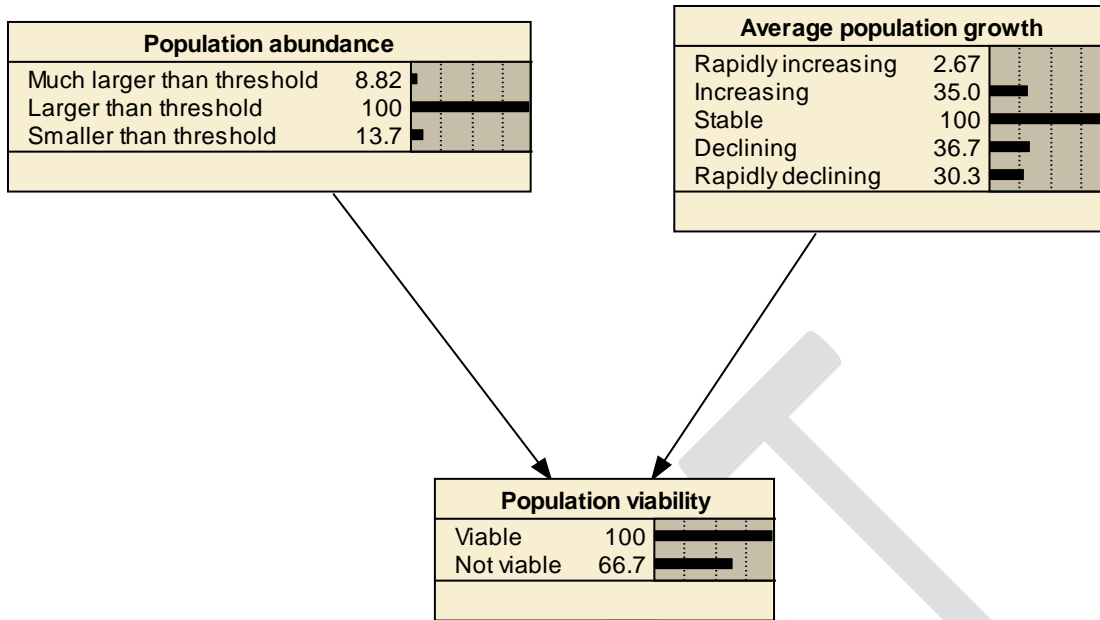 Population abundance
Much larger than threshold 8.82
Larger than threshold 100
Smaller than threshold 13.7
Average population growth
Rapidly increasing 2.67
Increasing 35.0
Stable 100
Declining 36.7
Rapidly declining 30.3
Population viability
Viable 100
Not viable 66.7